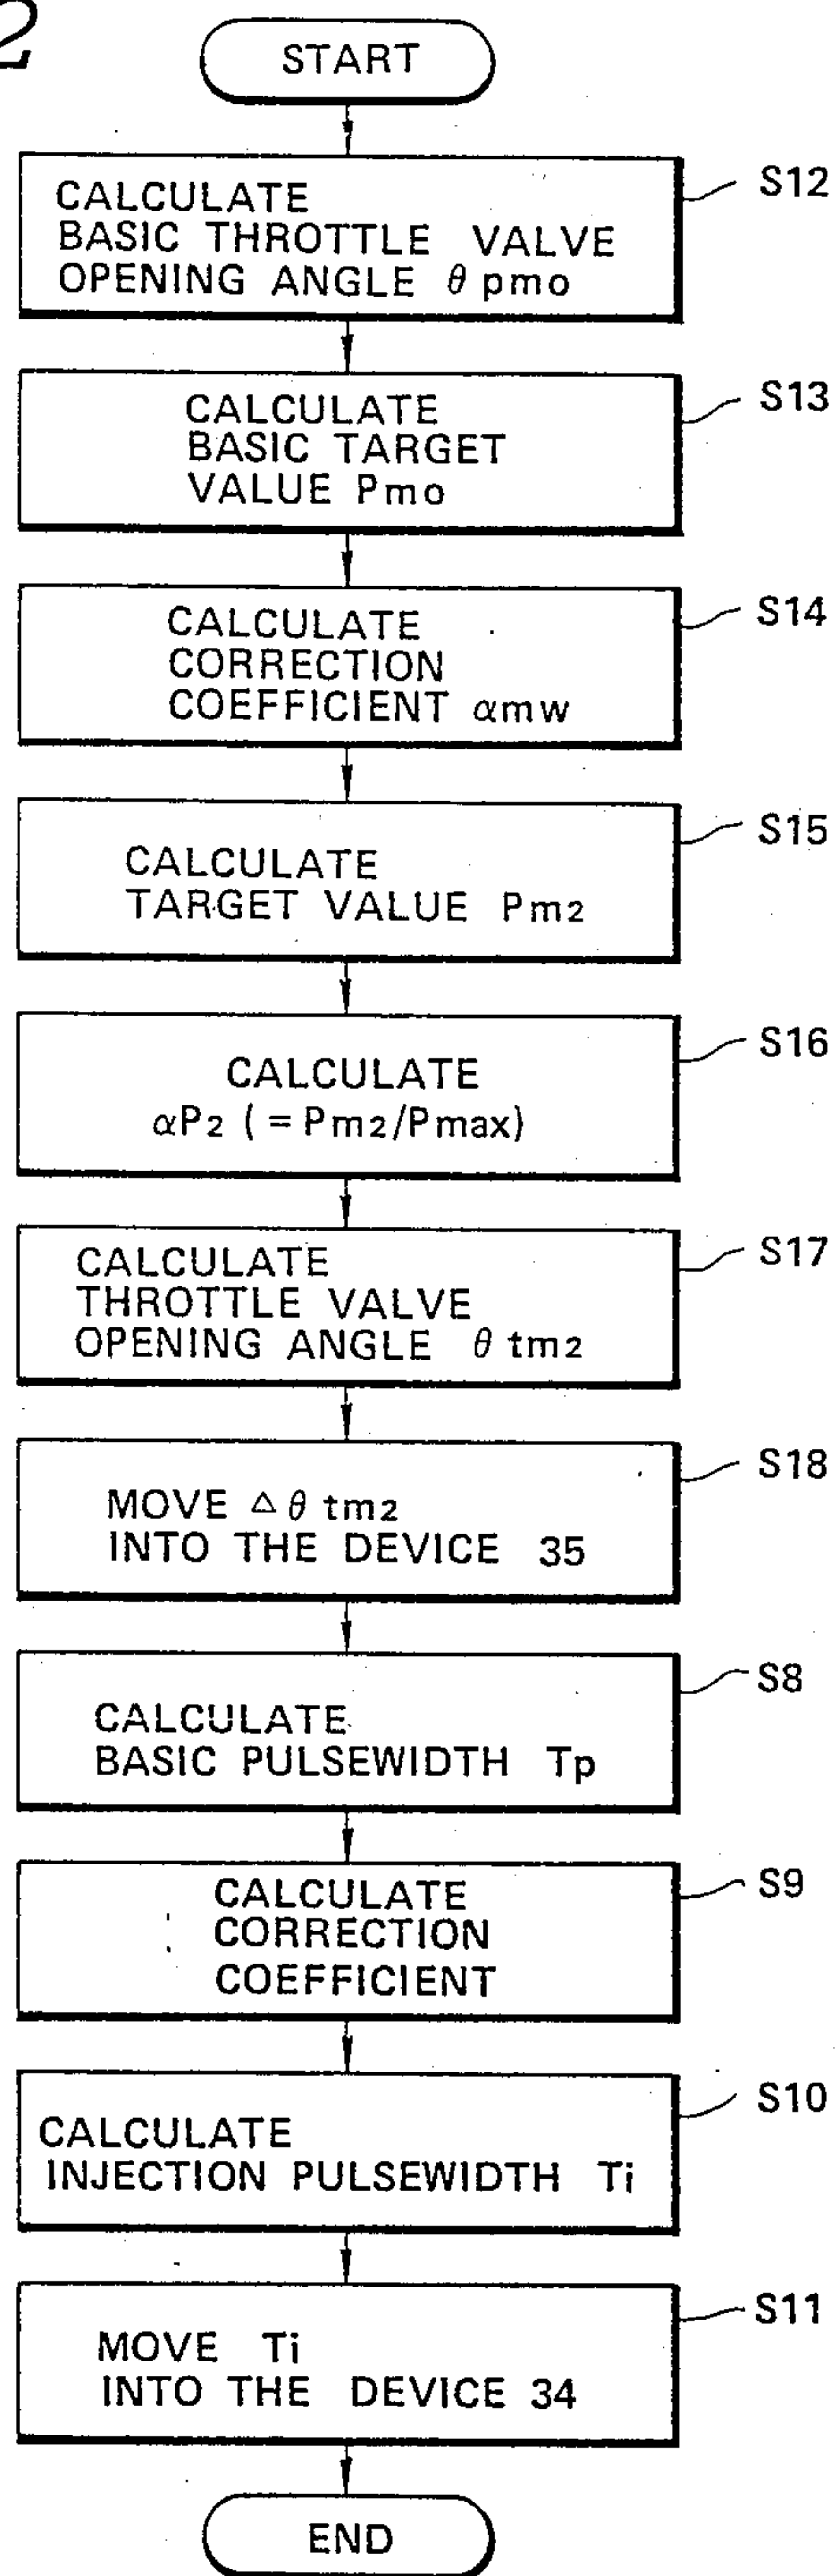 2
START
S12
CALCULATE
BASIC THROTTLE VALVE
OPENING ANGLE θ pmo
S13
CALCULATE
BASIC TARGET
VALUE Pmo
S14
CALCULATE
CORRECTION
COEFFICIENT αmw
S15
CALCULATE
TARGET VALUE Pm2
S16
CALCULATE
αP2 (=Pm2/Pmax)
S17
CALCULATE
THROTTLE VALVE
OPENING ANGLE θ tm2
S18
MOVE △θ tm2
INTO THE DEVICE 35
S8
CALCULATE
BASIC PULSEWIDTH Tp
S9
CALCULATE
CORRECTION
COEFFICIENT
S10
CALCULATE
INJECTION PULSEWIDTH Ti
S11
MOVE Ti
INTO THE DEVICE 34
END